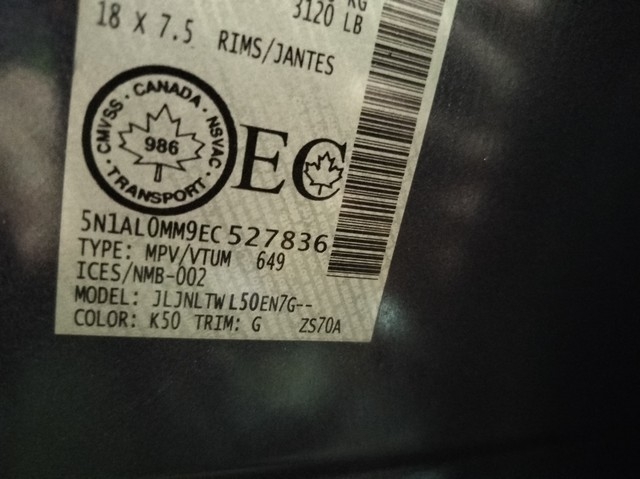 KG
3120 LB
18 X 7.5 RIMS/JANTES
CMVSS · CANADA · NSVAC · TRANSPORT ·
986
EC
5N1AL0MM9EC527836
TYPE: MPV/VTUM 649
ICES/NMB-002
MODEL: JLJNLTWL50EN7G--
COLOR: K50 TRIM: G ZS70A